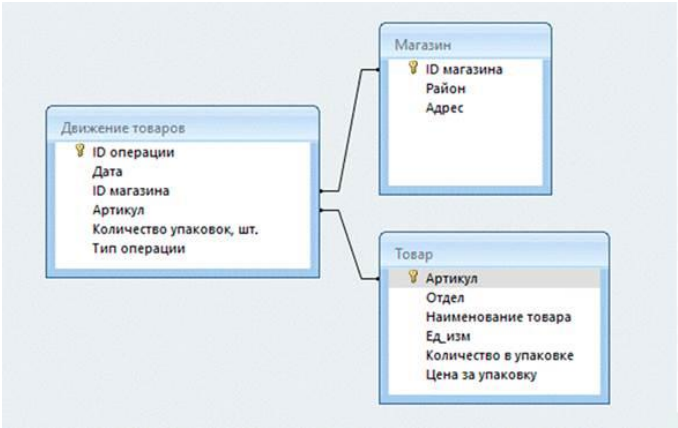 Магазин
ID магазина
Район
Адрес
Движение товаров
ID операции
Дата
ID магазина
Артикул
Количество упаковок, шт.
Тип операции
Товар
Артикул
Отдел
Наименование товара
Ед_изм
Количество в упаковке
Цена за упаковку